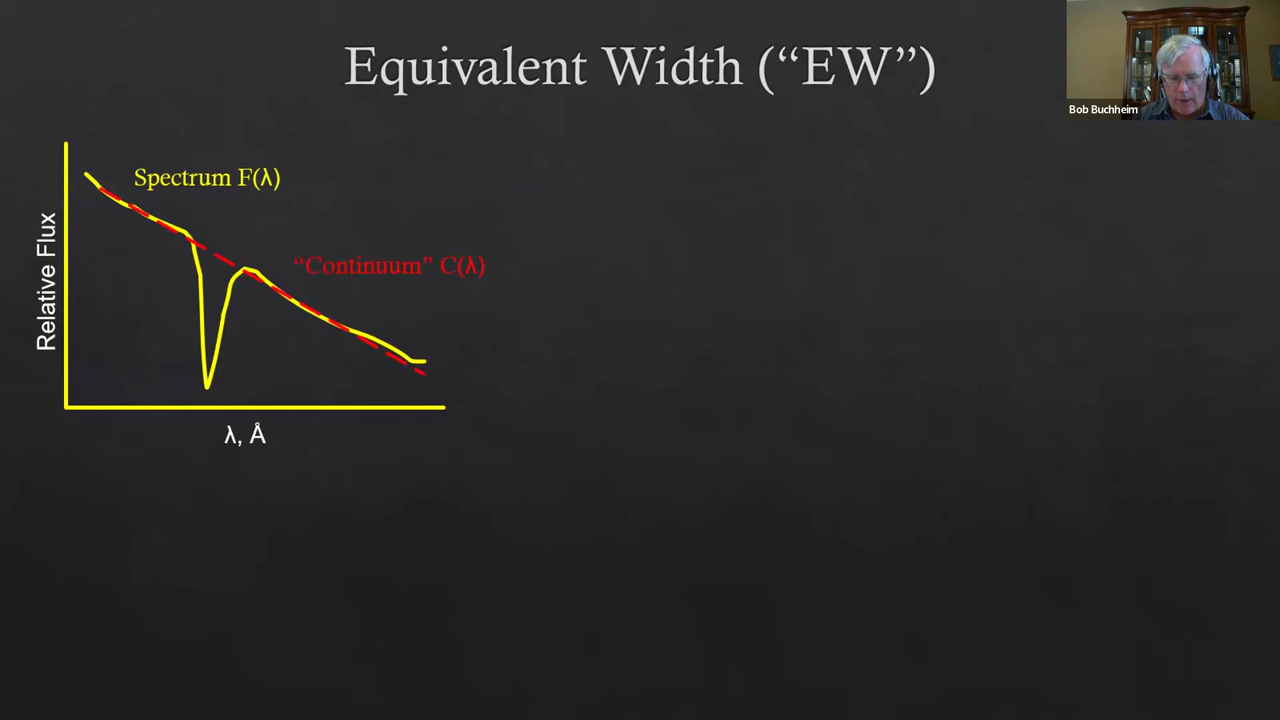 Equivalent Width (“EW”)
Bob Buchheim
Spectrum F(λ)
“Continuum” C(λ)
Relative Flux
λ, Å